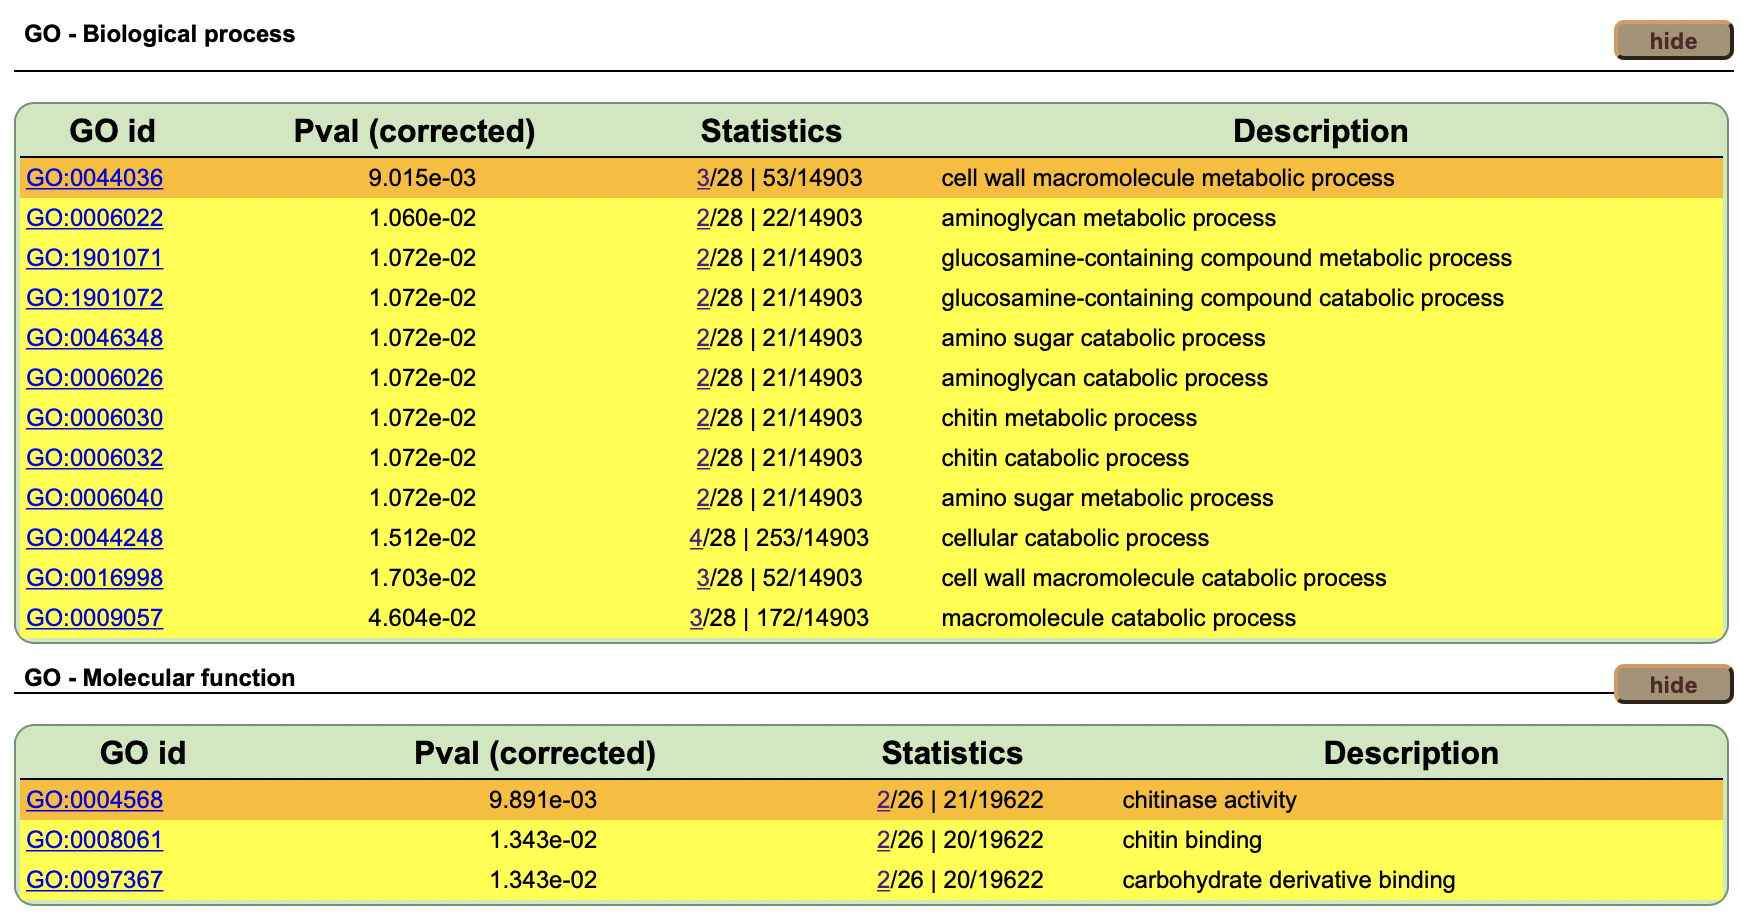 GO - Biological process
hide
GO id Pval (corrected) Statistics Description
GO:0044036 9.015e-03 3/28 | 53/14903 cell wall macromolecule metabolic process
GO:0006022 1.060e-02 2/28 | 22/14903 aminoglycan metabolic process
GO:1901071 1.072e-02 2/28 | 21/14903 glucosamine-containing compound metabolic process
GO:1901072 1.072e-02 2/28 | 21/14903 glucosamine-containing compound catabolic process
GO:0046348 1.072e-02 2/28 | 21/14903 amino sugar catabolic process
GO:0006026 1.072e-02 2/28 | 21/14903 aminoglycan catabolic process
GO:0006030 1.072e-02 2/28 | 21/14903 chitin metabolic process
GO:0006032 1.072e-02 2/28 | 21/14903 chitin catabolic process
GO:0006040 1.072e-02 2/28 | 21/14903 amino sugar metabolic process
GO:0044248 1.512e-02 4/28 | 253/14903 cellular catabolic process
GO:0016998 1.703e-02 3/28 | 52/14903 cell wall macromolecule catabolic process
GO:0009057 4.604e-02 3/28 | 172/14903 macromolecule catabolic process
GO - Molecular function
hide
GO id Pval (corrected) Statistics Description
GO:0004568 9.891e-03 2/26 | 21/19622 chitinase activity
GO:0008061 1.343e-02 2/26 | 20/19622 chitin binding
GO:0097367 1.343e-02 2/26 | 20/19622 carbohydrate derivative binding